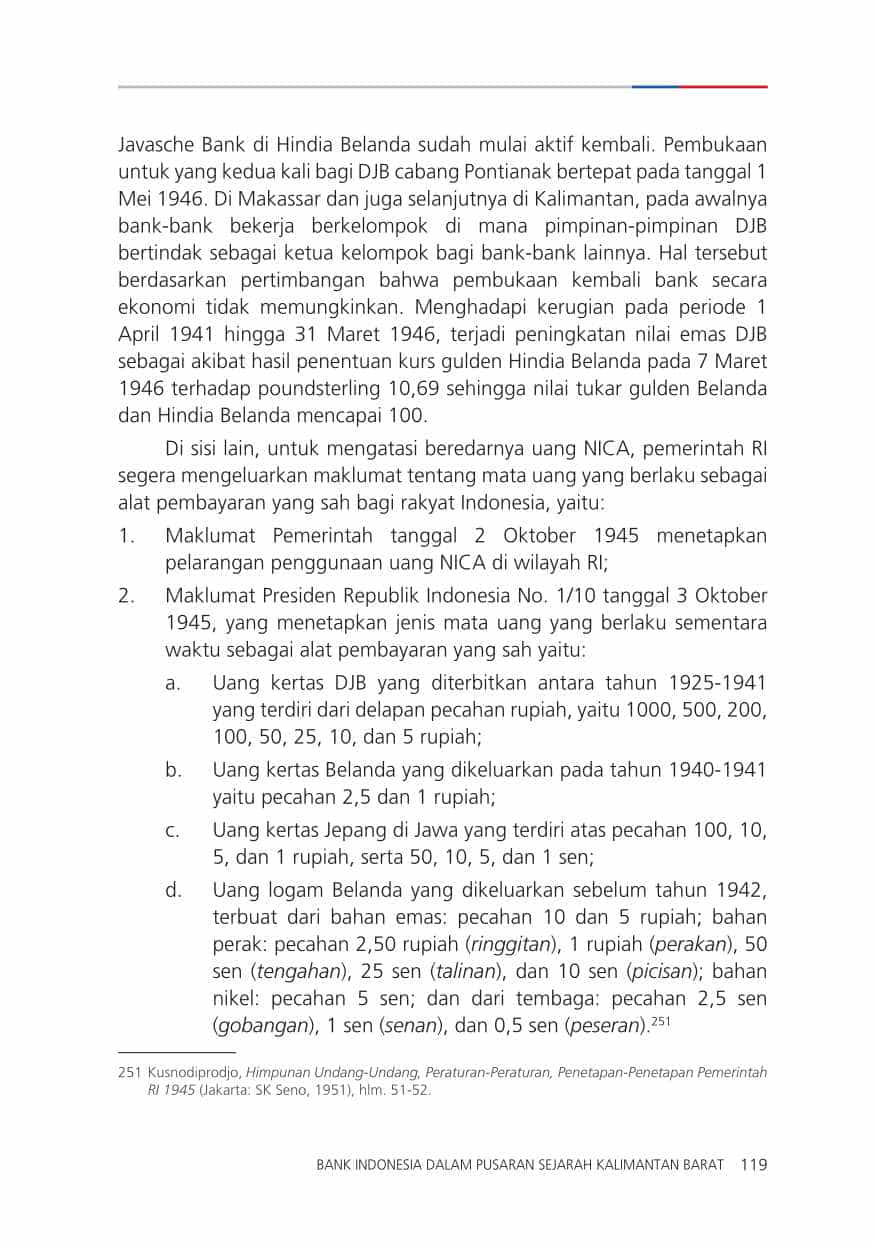 Javasche Bank di Hindia Belanda sudah mulai aktif kembali. Pembukaan
untuk yang kedua kali bagi DJB cabang Pontianak bertepat pada tanggal 1
Mei 1946. Di Makassar dan juga selanjutnya di Kalimantan, pada awalnya
bank-bank bekerja berkelompok di mana pimpinan-pimpinan DJB
bertindak sebagai ketua kelompok bagi bank-bank lainnya. Hal tersebut
berdasarkan pertimbangan bahwa pembukaan kembali bank secara
ekonomi tidak memungkinkan. Menghadapi kerugian pada periode 1
April 1941 hingga 31 Maret 1946, terjadi peningkatan nilai emas DJB
sebagai akibat hasil penentuan kurs gulden Hindia Belanda pada 7 Maret
1946 terhadap poundsterling 10,69 sehingga nilai tukar gulden Belanda
dan Hindia Belanda mencapai 100.
Di sisi lain, untuk mengatasi beredarnya uang NICA, pemerintah RI
segera mengeluarkan maklumat tentang mata uang yang berlaku sebagai
alat pembayaran yang sah bagi rakyat Indonesia, yaitu:
1. Maklumat Pemerintah tanggal 2 Oktober 1945 menetapkan
pelarangan penggunaan uang NICA di wilayah RI;
2. Maklumat Presiden Republik Indonesia No. 1/10 tanggal 3 Oktober
1945, yang menetapkan jenis mata uang yang berlaku sementara
waktu sebagai alat pembayaran yang sah yaitu:
a. Uang kertas DJB yang diterbitkan antara tahun 1925-1941
yang terdiri dari delapan pecahan rupiah, yaitu 1000, 500, 200,
100, 50, 25, 10, dan 5 rupiah;
b. Uang kertas Belanda yang dikeluarkan pada tahun 1940-1941
yaitu pecahan 2,5 dan 1 rupiah;
c. Uang kertas Jepang di Jawa yang terdiri atas pecahan 100, 10,
5, dan 1 rupiah, serta 50, 10, 5, dan 1 sen;
d. Uang logam Belanda yang dikeluarkan sebelum tahun 1942,
terbuat dari bahan emas: pecahan 10 dan 5 rupiah; bahan
perak: pecahan 2,50 rupiah (ringgitan), 1 rupiah (perakan), 50
sen (tengahan), 25 sen (talinan), dan 10 sen (picisan); bahan
nikel: pecahan 5 sen; dan dari tembaga: pecahan 2,5 sen
(gobangan), 1 sen (senan), dan 0,5 sen (peseran).251
251 Kusnodiprodjo, Himpunan Undang-Undang, Peraturan-Peraturan, Penetapan-Penetapan Pemerintah
RI 1945 (Jakarta: SK Seno, 1951), hlm. 51-52.
BANK INDONESIA DALAM PUSARAN SEJARAH KALIMANTAN BARAT 119